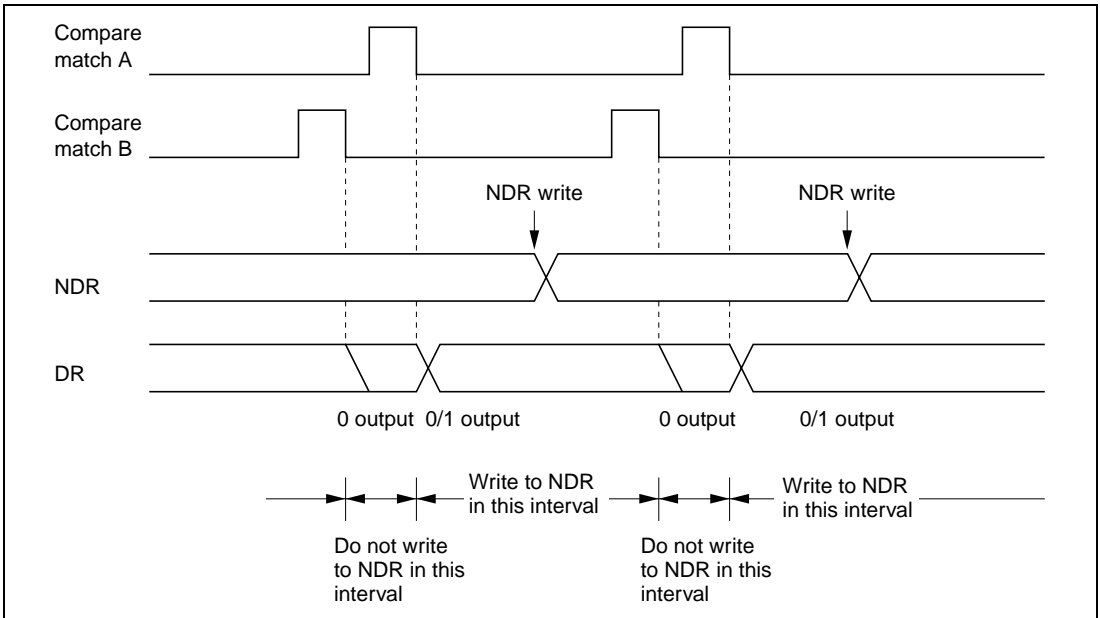 Compare
match A
Compare
match B
NDR write NDR write
NDR
DR
0 output 0/1 output 0 output 0/1 output
Write to NDR
in this interval
Write to NDR
in this interval
Do not write
to NDR in this
interval
Do not write
to NDR in this
interval